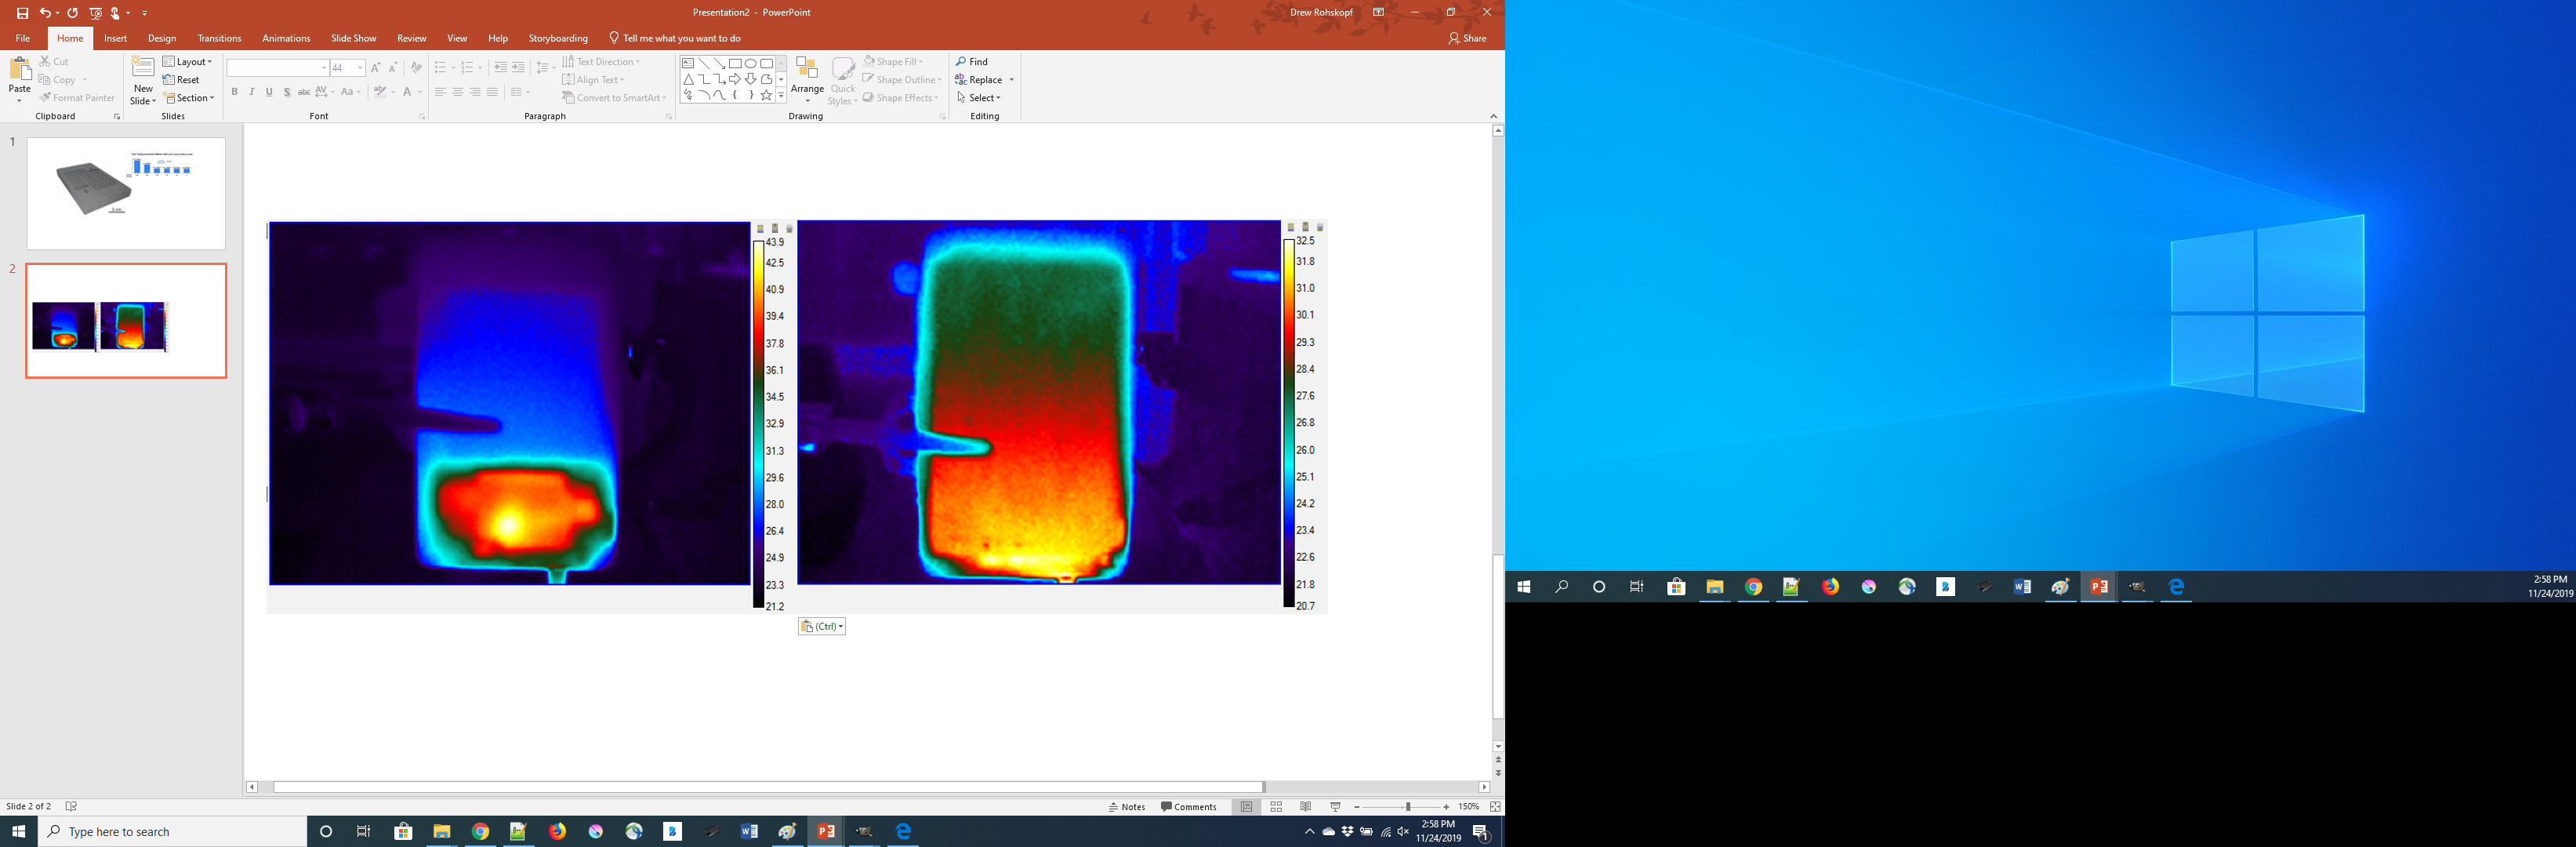 Presentation2 - PowerPoint
Drew Rohskopf
File
Home
Insert
Design
Transitions
Animations
Slide Show
Review
View
Help
Storyboarding
Tell me what you want to do
Share
Paste
Cut
Copy
Format Painter
Clipboard
New
Slide
Layout
Reset
Section
Slides
44
B I U S abc AV Aa A
Font
Text Direction
Align Text
Convert to SmartArt
Paragraph
Arrange
Quick
Styles
Shape Fill
Shape Outline
Shape Effects
Drawing
Find
Replace
Select
Editing
1
2
43.9
42.5
40.9
39.4
37.8
36.1
34.5
32.9
31.3
29.6
28.0
26.4
24.9
23.3
21.2
32.5
31.8
31.0
30.1
29.3
28.4
27.6
26.8
26.0
25.1
24.2
23.4
22.6
21.8
20.7
(Ctrl)
Slide 2 of 2
Notes
Comments
150%
Type here to search
2:58 PM
11/24/2019
1
2:58 PM
11/24/2019